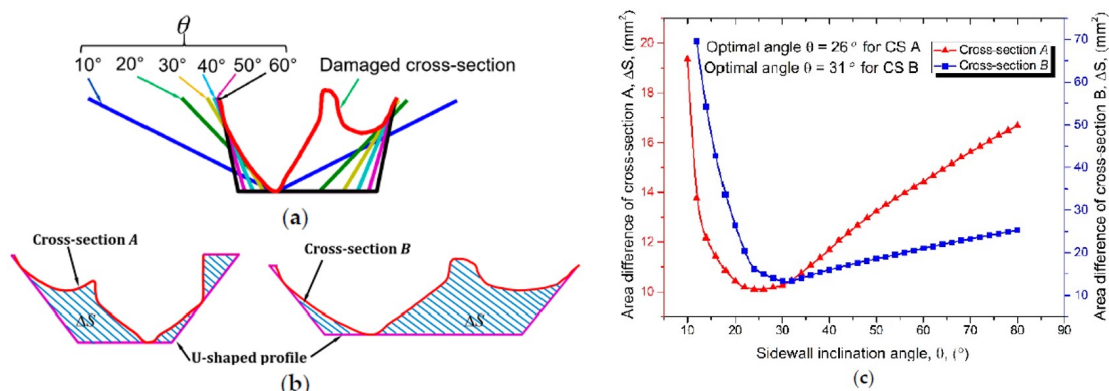 θ
10° 20° 30° 40° 50° 60°
Damaged cross-section
(a)
Cross-section A
Cross-section B
ΔS
ΔS
U-shaped profile
(b)
Area difference of cross-section A, ΔS, (mm²)
20
18
16
14
12
10
Optimal angle θ = 26 ° for CS A
Optimal angle θ = 31 ° for CS B
Cross-section A
Cross-section B
70
60
50
40
30
20
10
Area difference of cross-section B, ΔS, (mm²)
10 20 30 40 50 60 70 80 90
Sidewall inclination angle, θ, (°)
(c)